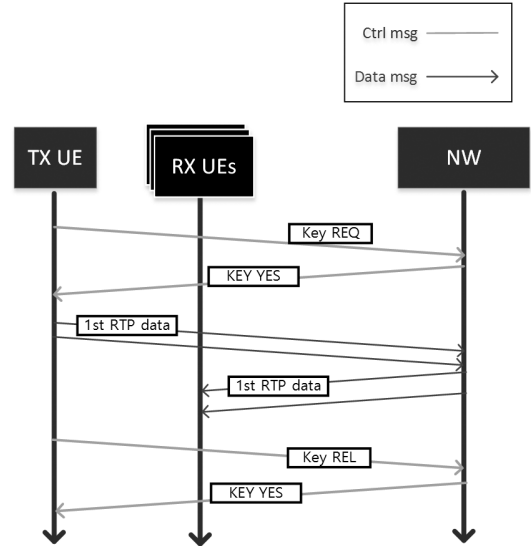 Ctrl msg
Data msg
TX UE
RX UEs
NW
Key REQ
KEY YES
1st RTP data
1st RTP data
Key REL
KEY YES